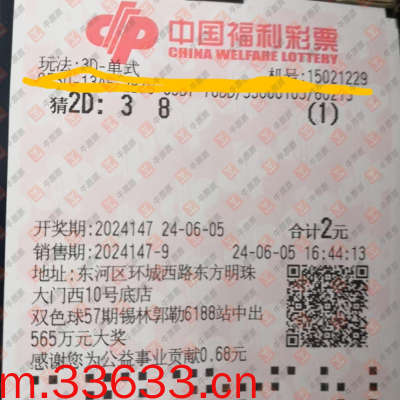 中国福利彩票
CHINA WELFARE LOTTERY
玩法:3D-单式 机号:15021229
猜2D: 3 8 (1)
开奖期:2024147 24-06-05 合计2元
销售期:2024147-9 24-06-05 16:44:13
地址:东河区环城西路东方明珠
大门西10号底店
双色球57期锡林郭勒6188站中出
565万元大奖
感谢您为公益事业贡献0.68元
m.33633.cn